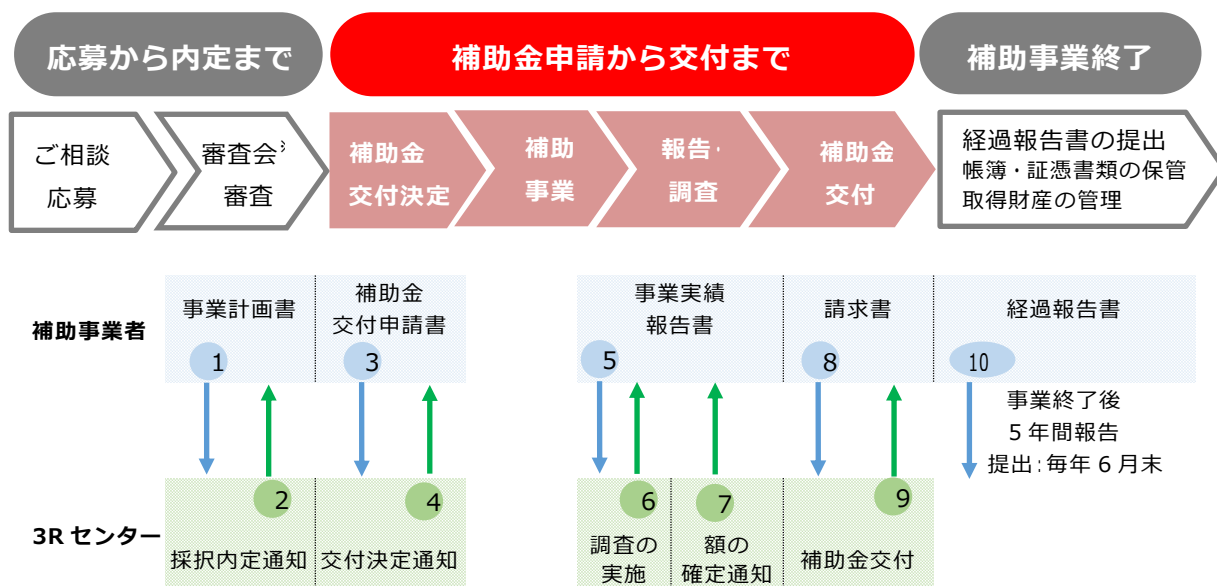 応募から内定まで
補助金申請から交付まで
補助事業終了
ご相談
応募
審査会※
審査
補助金
交付決定
補助
事業
報告・
調査
補助金
交付
経過報告書の提出
帳簿・証憑書類の保管
取得財産の管理
補助事業者
事業計画書
補助金
交付申請書
事業実績
報告書
請求書
経過報告書
1
3
5
8
10
事業終了後
5年間報告
提出:毎年6月末
3Rセンター
2
4
6
7
9
採択内定通知
交付決定通知
調査の
実施
額の
確定通知
補助金交付